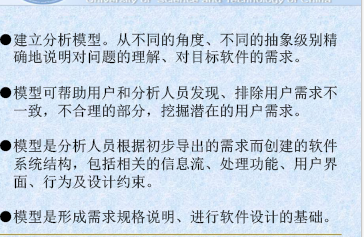 University of Science and Technology of China
●建立分析模型。从不同的角度、不同的抽象级别精
确地说明对问题的理解、对目标软件的需求。
●模型可帮助用户和分析人员发现、排除用户需求不
一致，不合理的部分，挖掘潜在的用户需求。
●模型是分析人员根据初步导出的需求而创建的软件
系统结构，包括相关的信息流、处理功能、用户界
面、行为及设计约束。
●模型是形成需求规格说明、进行软件设计的基础。